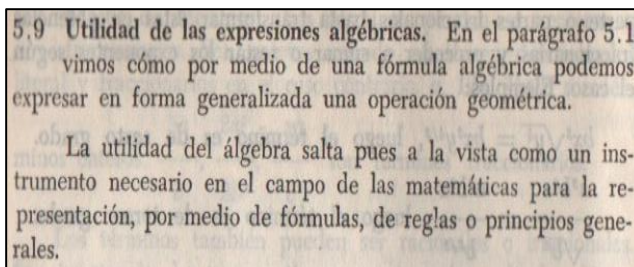 5.9 Utilidad de las expresiones algébricas. En el parágrafo 5.1
vimos cómo por medio de una fórmula algébrica podemos
expresar en forma generalizada una operación geométrica.
La utilidad del álgebra salta pues a la vista como un ins-
trumento necesario en el campo de las matemáticas para la re-
presentación, por medio de fórmulas, de reglas o principios gene-
rales.